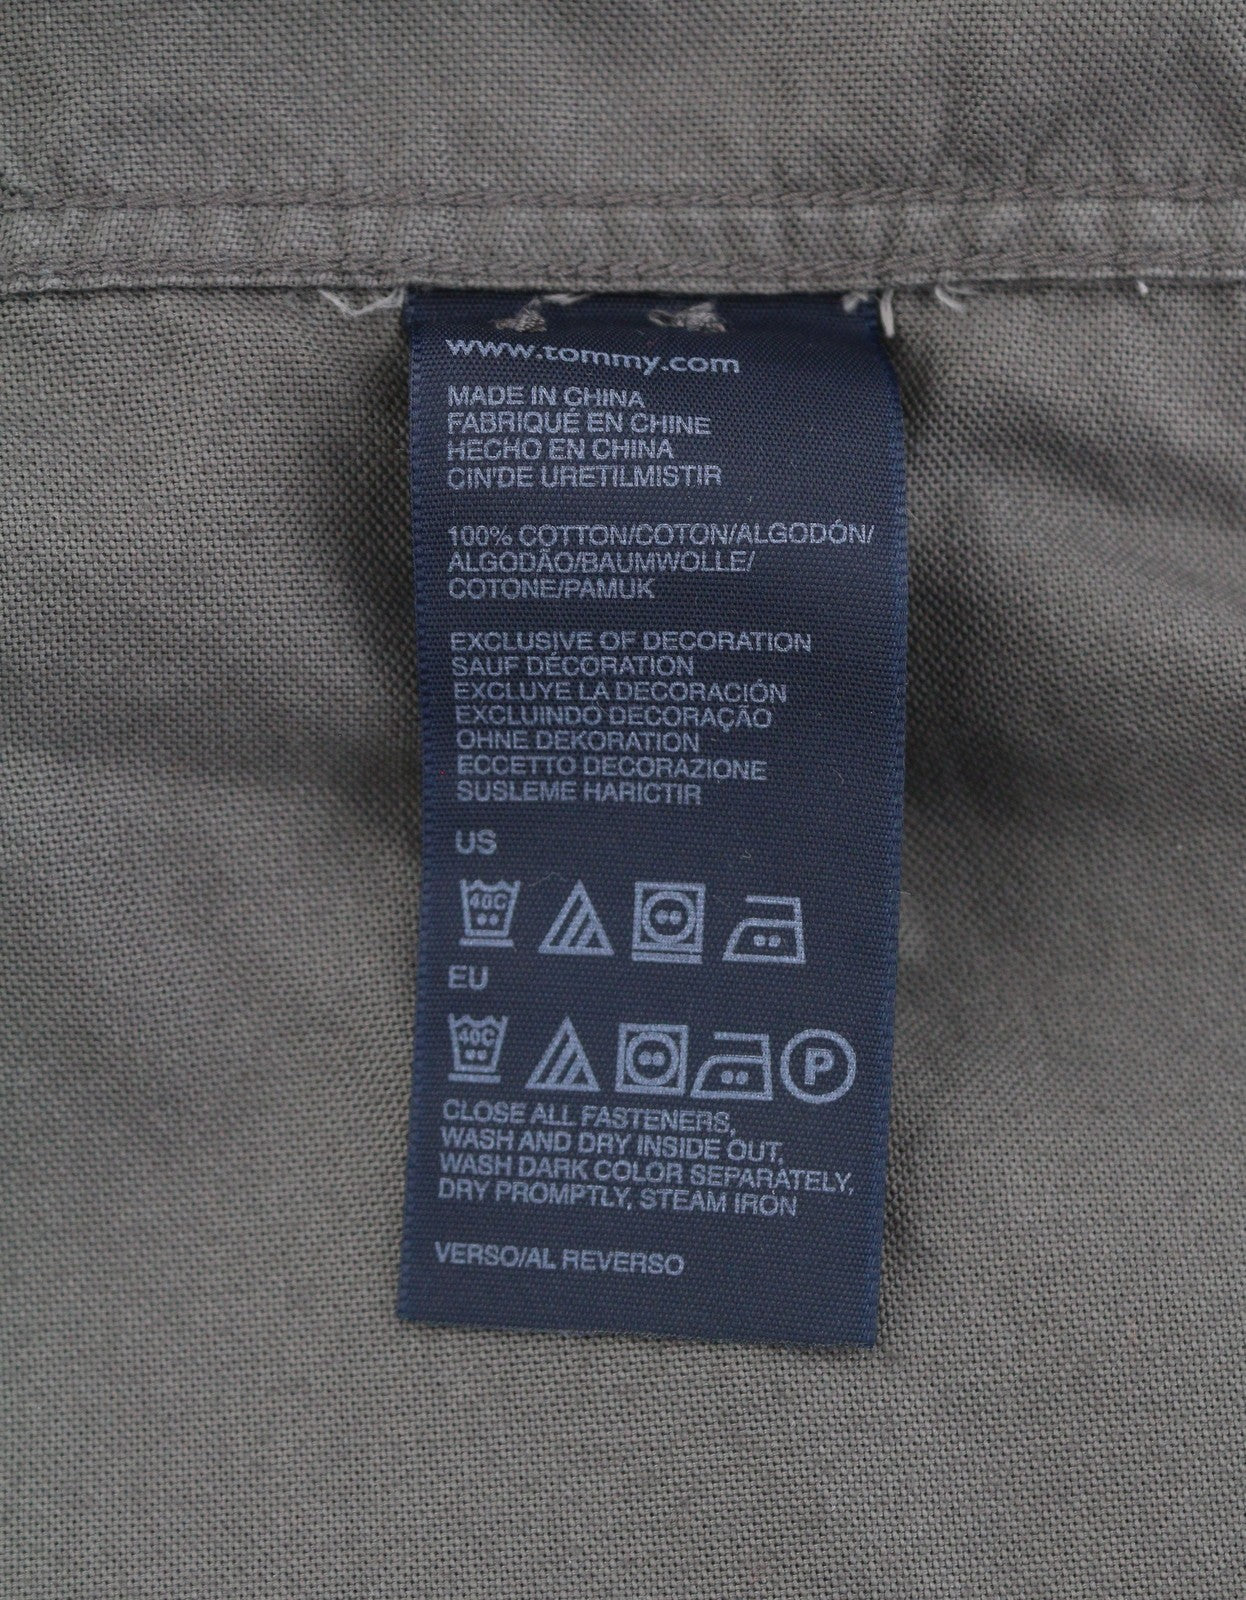 www.tommy.com
MADE IN CHINA
FABRIQUÉ EN CHINE
HECHO EN CHINA
CIN'DE URETILMISTIR
100% COTTON/COTON/ALGODÓN/
ALGODÃO/BAUMWOLLE/
COTONE/PAMUK
EXCLUSIVE OF DECORATION
SAUF DÉCORATION
EXCLUYE LA DECORACIÓN
EXCLUINDO DECORAÇÃO
OHNE DEKORATION
ECCETTO DECORAZIONE
SUSLEME HARICTIR
US
40C
EU
40C P
CLOSE ALL FASTENERS,
WASH AND DRY INSIDE OUT,
WASH DARK COLOR SEPARATELY,
DRY PROMPTLY, STEAM IRON
VERSO/AL REVERSO